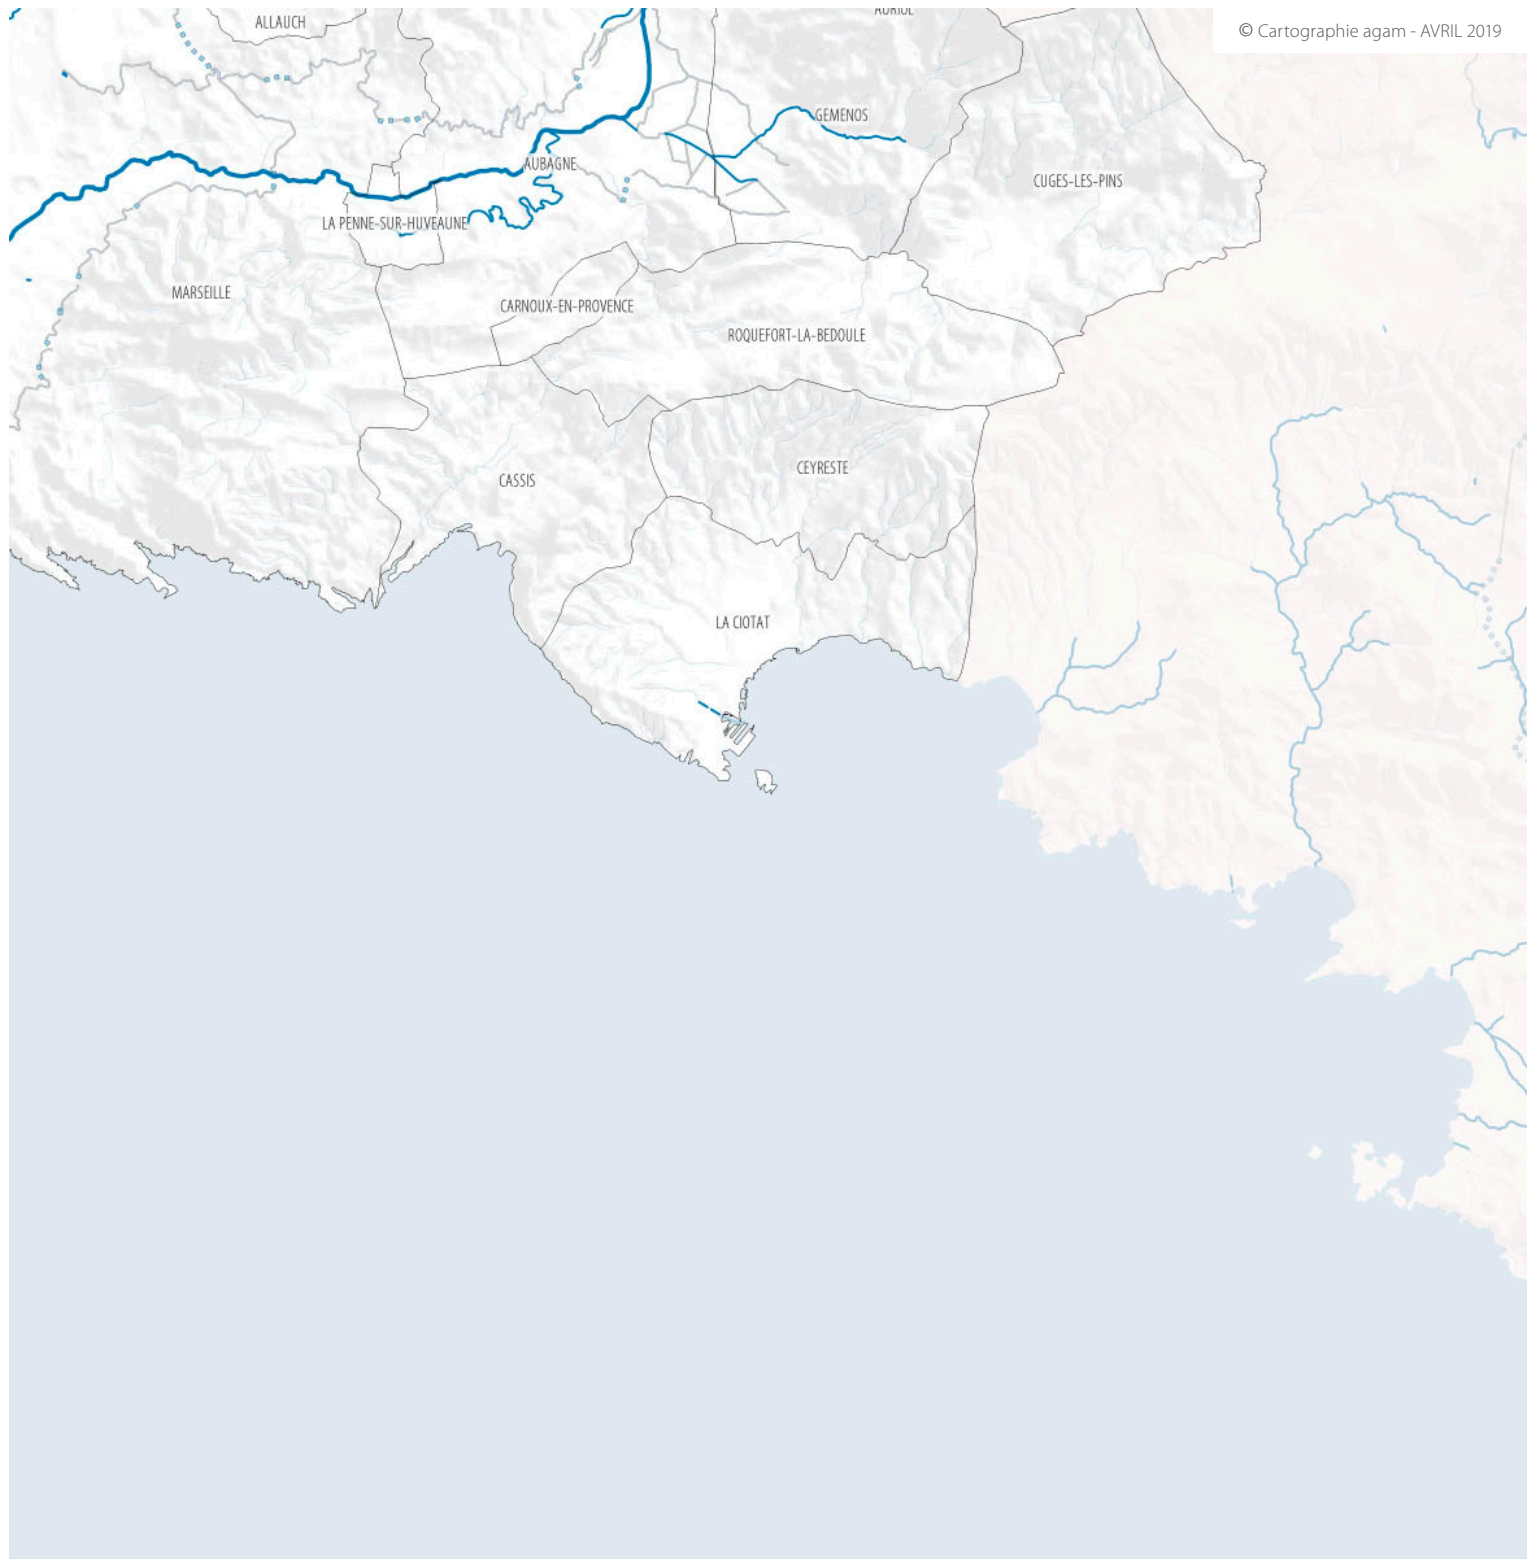 ALLAUCH
AURIOL
© Cartographie agam - AVRIL 2019
GEMENOS
AUBAGNE
CUGES-LES-PINS
LA PENNE-SUR-HUVEAUNE
MARSEILLE
CARNOUX-EN-PROVENCE
ROQUEFORT-LA-BEDOULE
CEYRESTE
CASSIS
LA CIOTAT